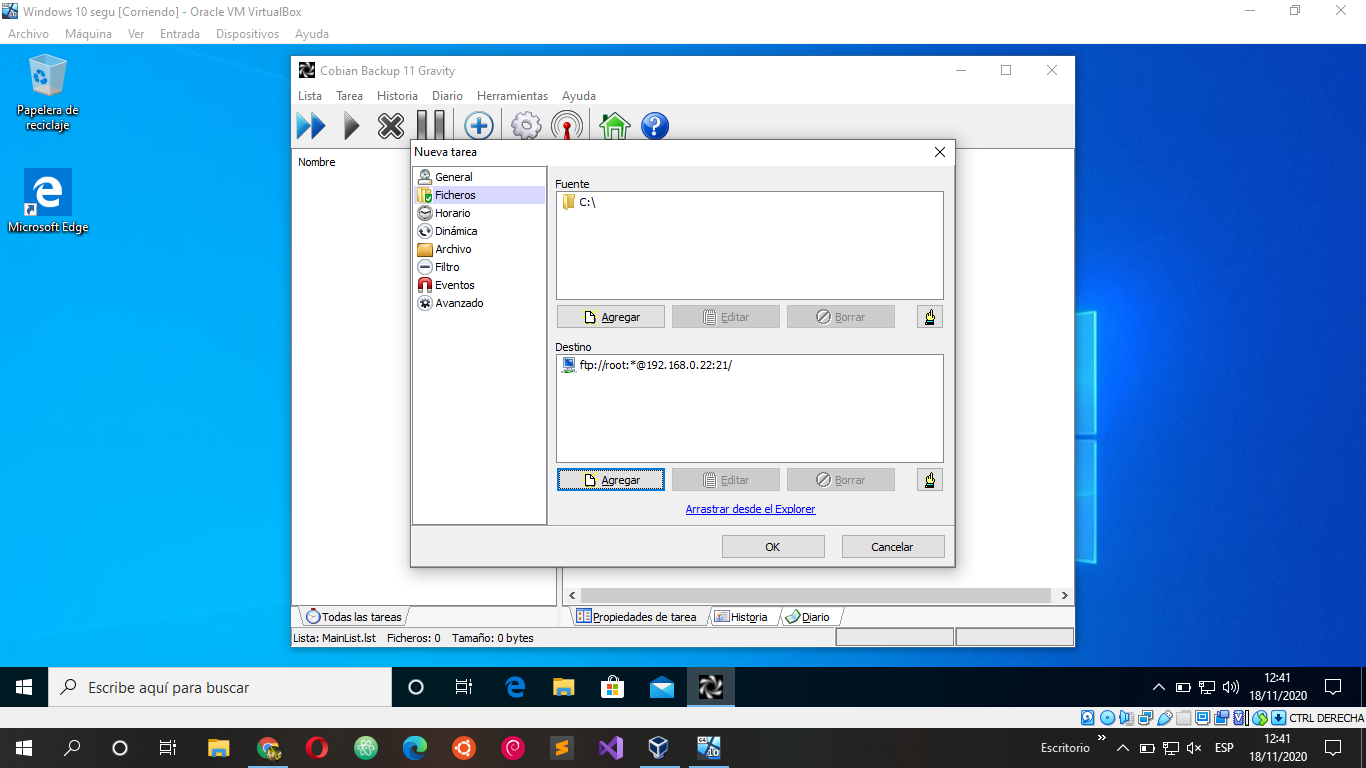 Windows 10 segu [Corriendo] - Oracle VM VirtualBox
Archivo Máquina Ver Entrada Dispositivos Ayuda
Papelera de
reciclaje
Microsoft Edge
Cobian Backup 11 Gravity
Lista Tarea Historia Diario Herramientas Ayuda
Nombre
Nueva tarea
General
Ficheros
Horario
Dinámica
Archivo
Filtro
Eventos
Avanzado
Fuente
C:\
Agregar Editar Borrar
Destino
ftp://root:*@192.168.0.22:21/
Agregar Editar Borrar
Arrastrar desde el Explorer
OK Cancelar
Todas las tareas
Propiedades de tarea Historia Diario
Lista: MainList.lst Ficheros: 0 Tamaño: 0 bytes
Escribe aquí para buscar
12:41
18/11/2020
CTRL DERECHA
Escritorio
ESP
12:41
18/11/2020